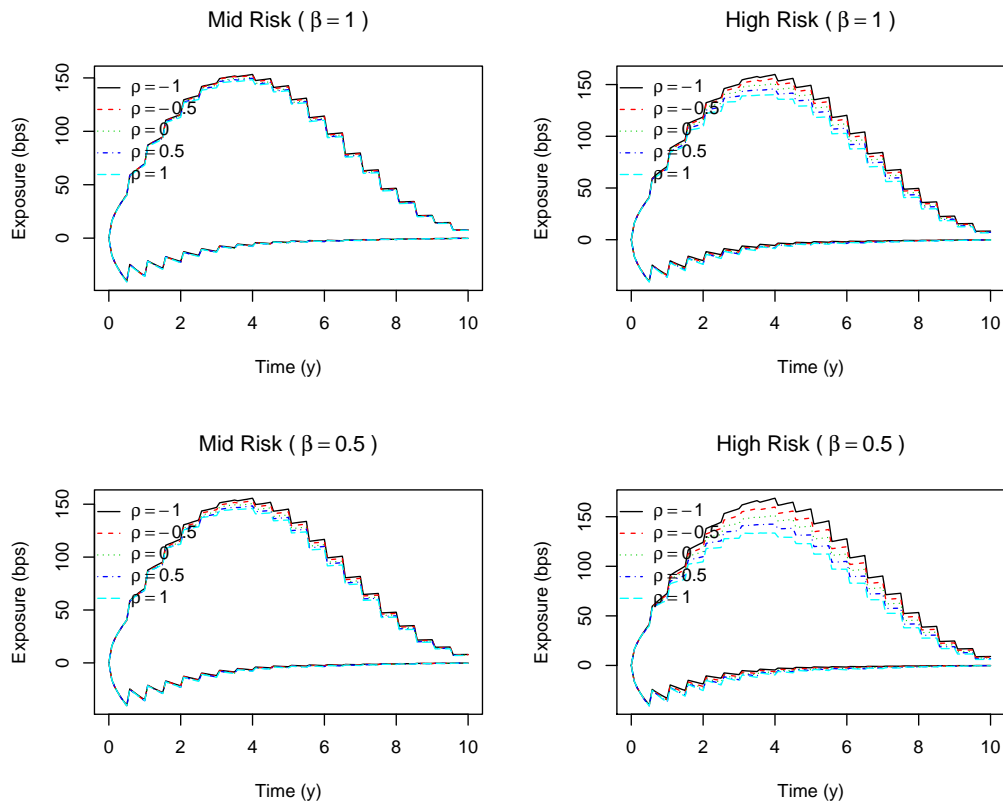 Mid Risk ( β = 1 )
Exposure (bps)
150
100
50
0
ρ = −1
ρ = −0.5
ρ = 0
ρ = 0.5
ρ = 1
0 2 4 6 8 10
Time (y)
High Risk ( β = 1 )
Exposure (bps)
150
100
50
0
ρ = −1
ρ = −0.5
ρ = 0
ρ = 0.5
ρ = 1
0 2 4 6 8 10
Time (y)
Mid Risk ( β = 0.5 )
Exposure (bps)
150
100
50
0
ρ = −1
ρ = −0.5
ρ = 0
ρ = 0.5
ρ = 1
0 2 4 6 8 10
Time (y)
High Risk ( β = 0.5 )
Exposure (bps)
150
100
50
0
ρ = −1
ρ = −0.5
ρ = 0
ρ = 0.5
ρ = 1
0 2 4 6 8 10
Time (y)